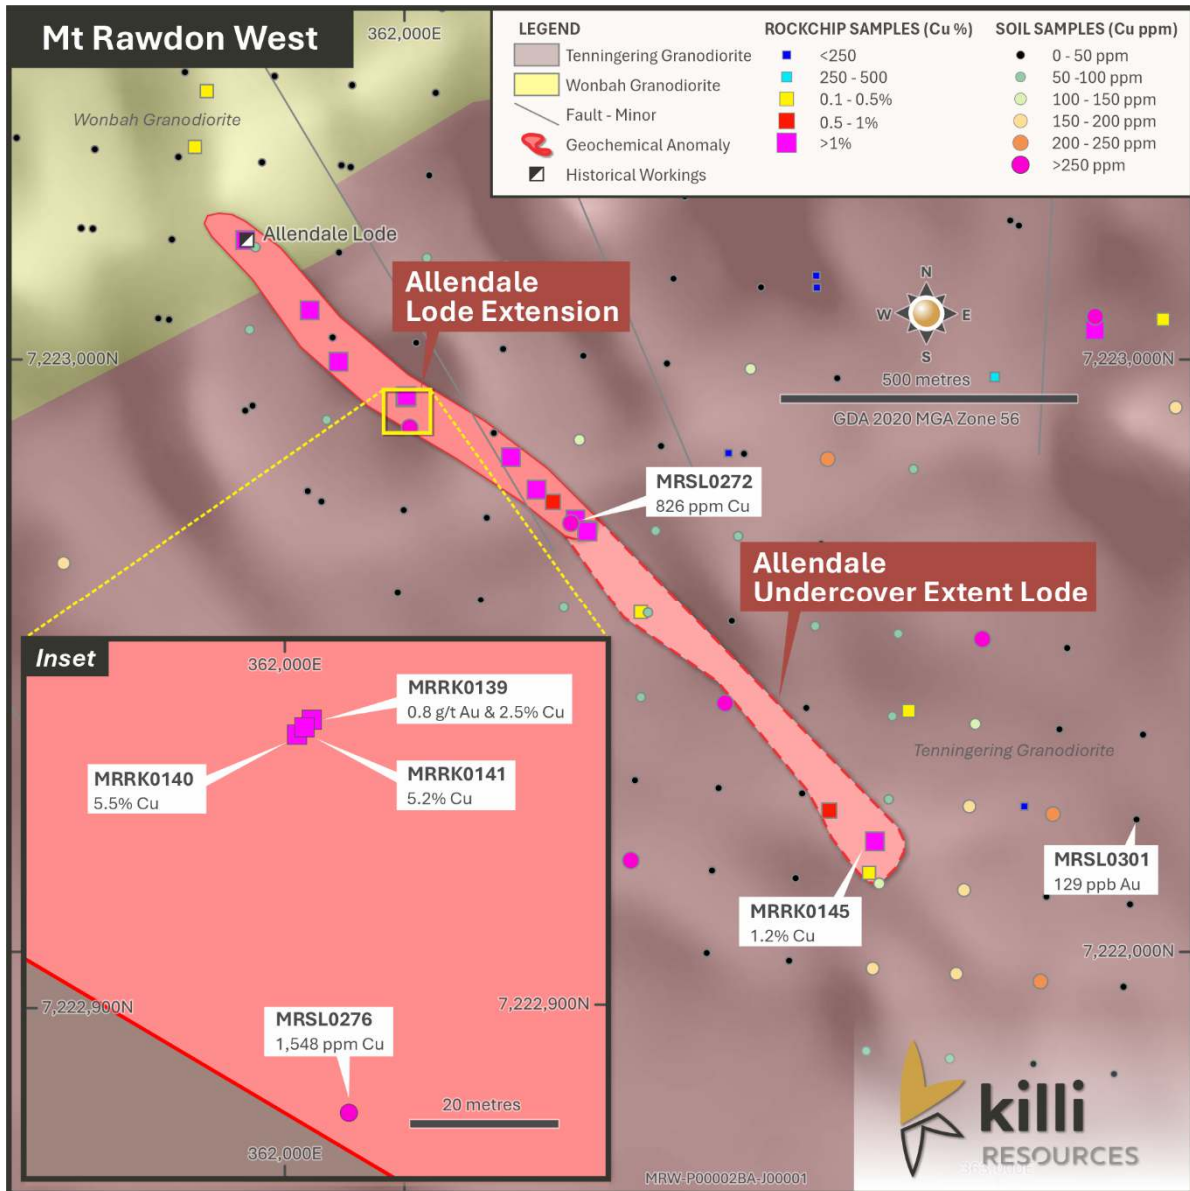 Mt Rawdon West
362,000E
LEGEND
Tenningering Granodiorite
Wonbah Granodiorite
Fault - Minor
Geochemical Anomaly
Historical Workings
ROCKCHIP SAMPLES (Cu %)
<250
250 - 500
0.1 - 0.5%
0.5 - 1%
>1%
SOIL SAMPLES (Cu ppm)
0 - 50 ppm
50 -100 ppm
100 - 150 ppm
150 - 200 ppm
200 - 250 ppm
>250 ppm
Wonbah Granodiorite
Allendale Lode
Allendale
Lode Extension
N
W
E
S
7,223,000N
7,223,000N
500 metres
GDA 2020 MGA Zone 56
MRSL0272
826 ppm Cu
Allendale
Undercover Extent Lode
Tenningering Granodiorite
MRSL0301
129 ppb Au
MRRK0145
1.2% Cu
7,222,000N
Inset
362,000E
MRRK0139
0.8 g/t Au & 2.5% Cu
MRRK0140
5.5% Cu
MRRK0141
5.2% Cu
7,222,900N
7,222,900N
MRSL0276
1,548 ppm Cu
20 metres
362,000E
killi
RESOURCES
MRW-P00002BA-J00001